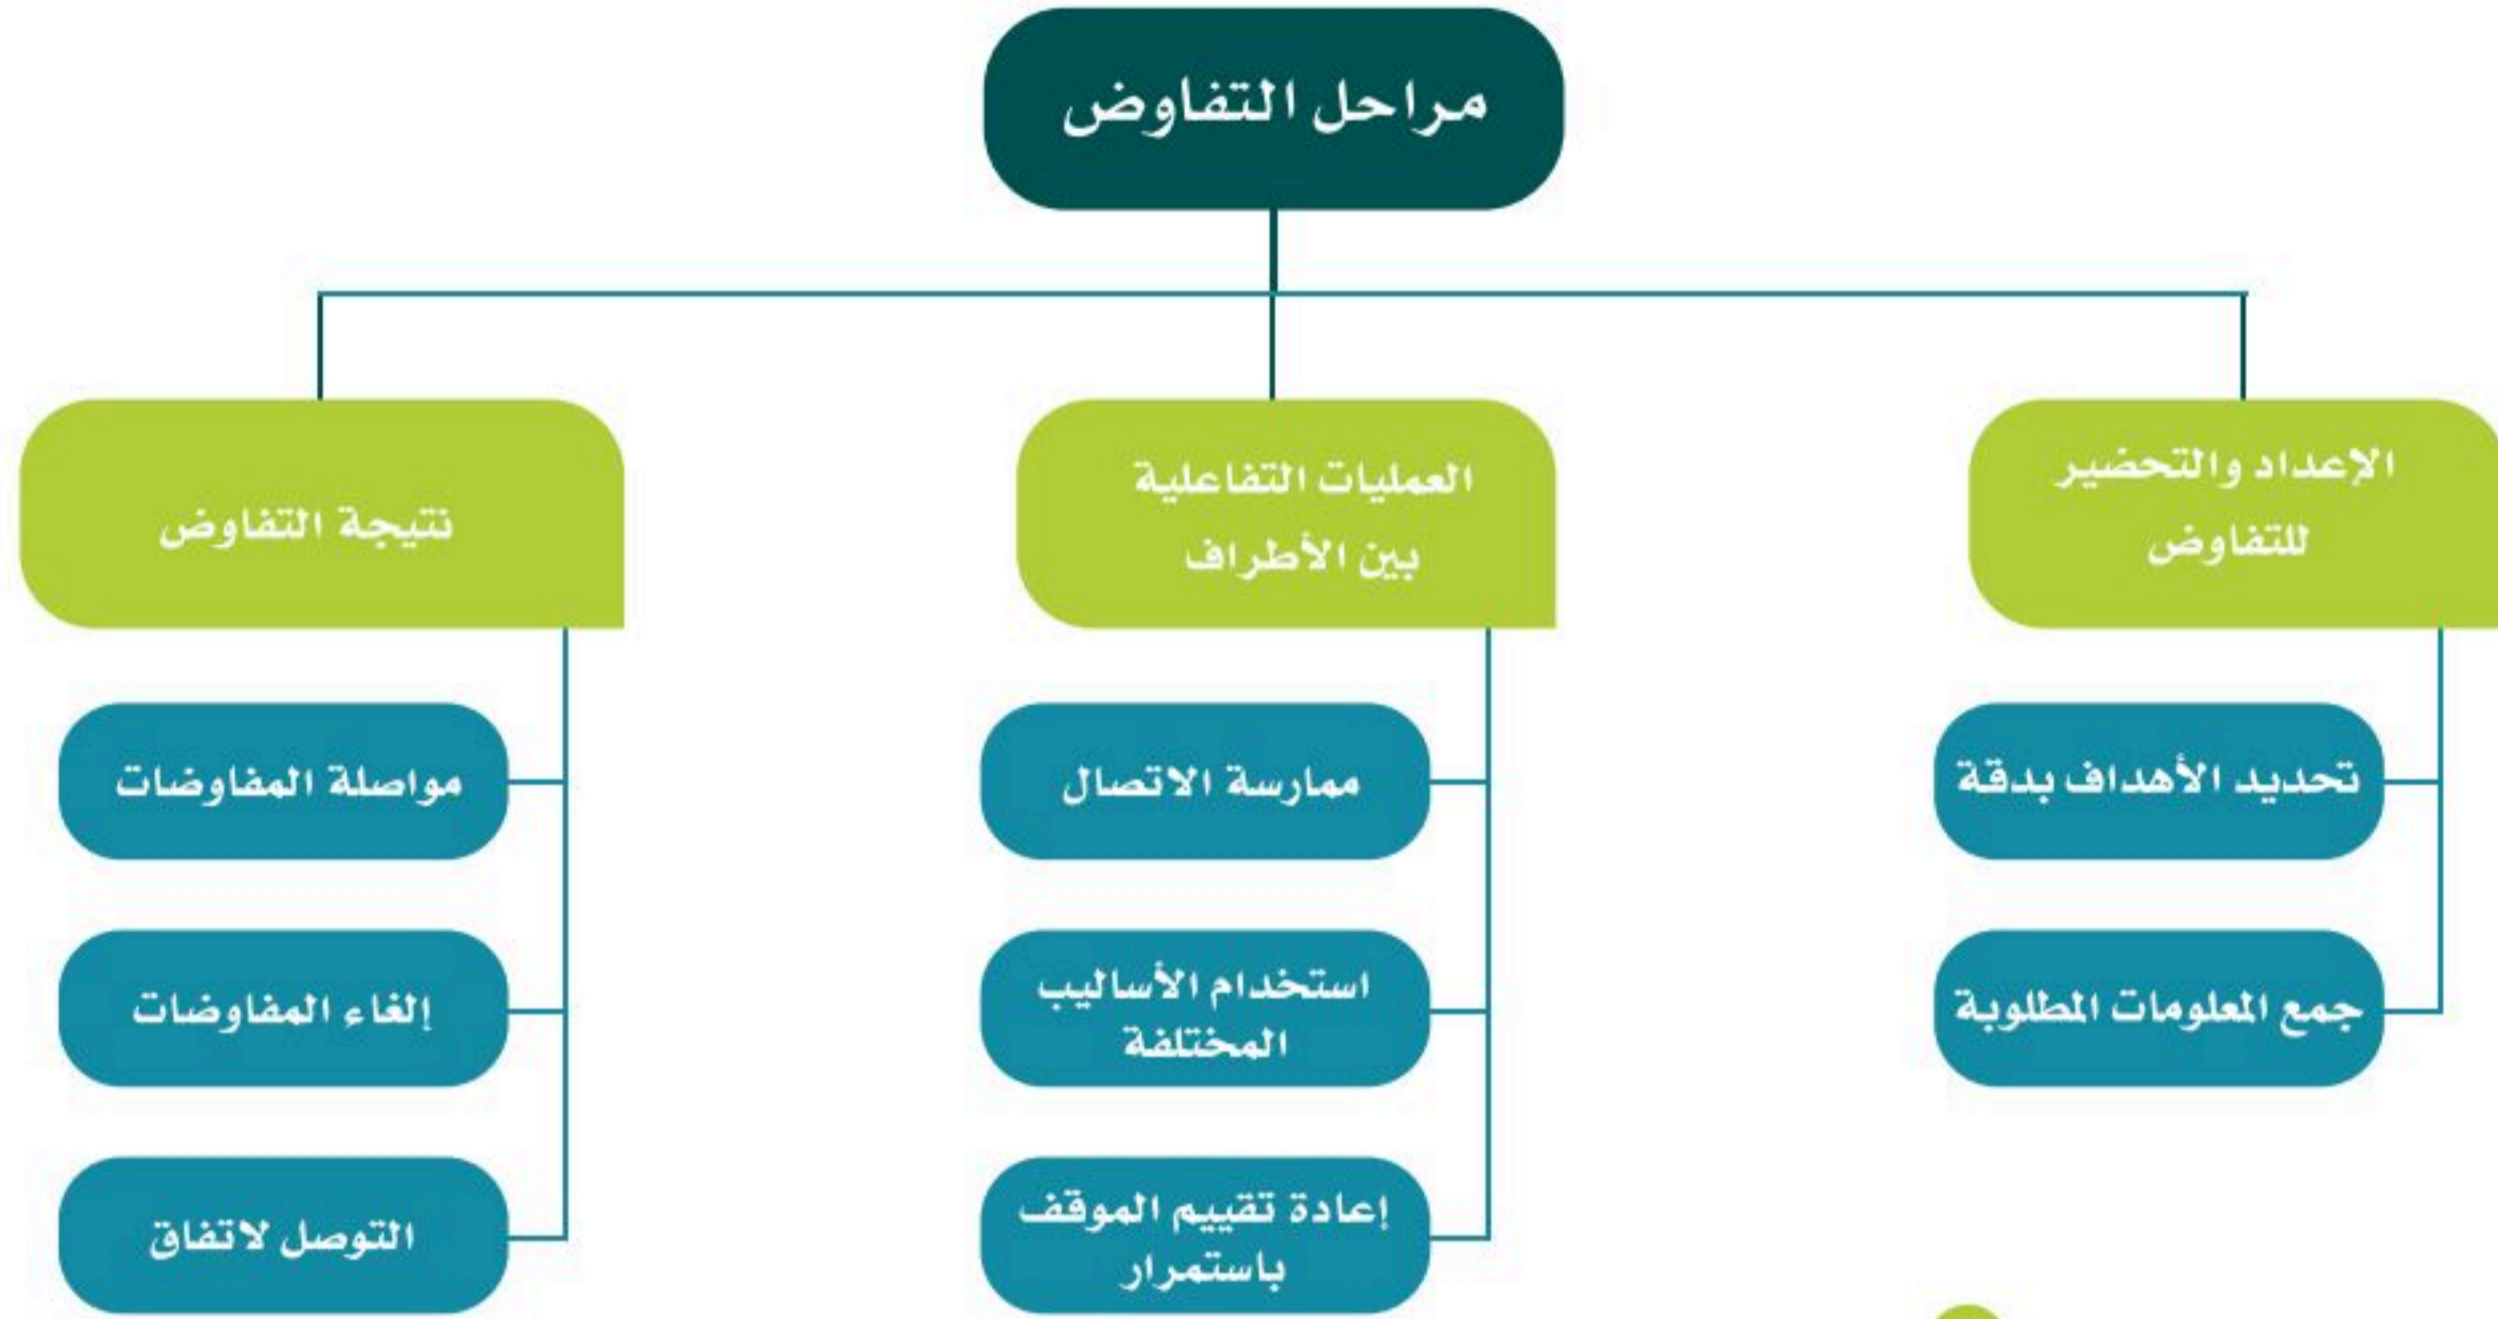 مراحل التفاوض
الإعداد والتحضير
للتفاوض
تحديد الأهداف بدقة
جمع المعلومات المطلوبة
العمليات التفاعلية
بين الأطراف
ممارسة الاتصال
استخدام الأساليب
المختلفة
إعادة تقييم الموقف
باستمرار
نتيجة التفاوض
مواصلة المفاوضات
إلغاء المفاوضات
التوصل لاتفاق